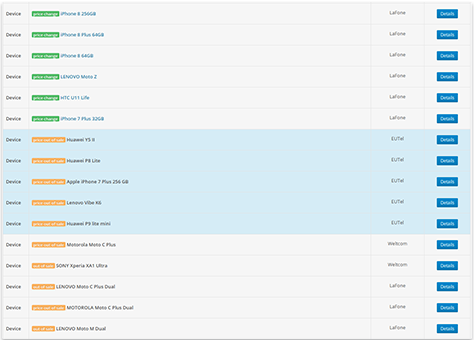 Device price change iPhone 8 256GB LaFone Details
Device price change iPhone 8 Plus 64GB LaFone Details
Device price change iPhone 8 64GB LaFone Details
Device price change LENOVO Moto Z LaFone Details
Device price change HTC U11 Life LaFone Details
Device price change iPhone 7 Plus 32GB LaFone Details
Device price out of sale Huawei Y5 II EUTel Details
Device price out of sale Huawei P8 Lite EUTel Details
Device price out of sale Apple iPhone 7 Plus 256 GB EUTel Details
Device price out of sale Lenovo Vibe K6 EUTel Details
Device price out of sale Huawei P9 lite mini EUTel Details
Device price out of sale Motorola Moto C Plus Wellcom Details
Device out of sale SONY Xperia XA1 Ultra Wellcom Details
Device out of sale LENOVO Moto C Plus Dual LaFone Details
Device price out of sale MOTOROLA Moto C Plus Dual LaFone Details
Device out of sale LENOVO Moto M Dual LaFone Details